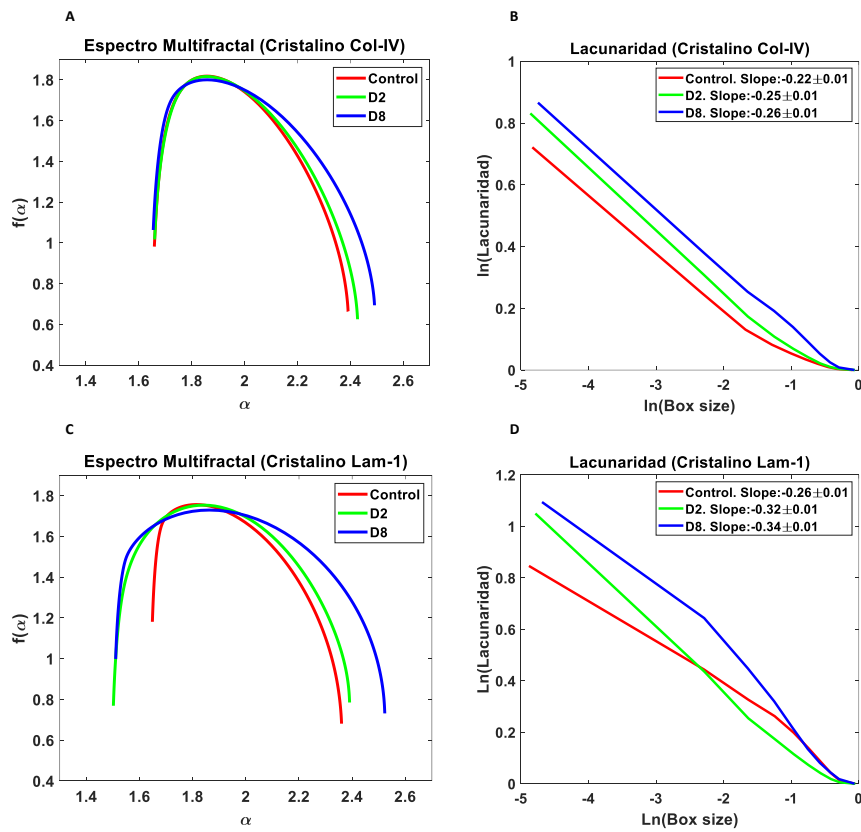 A
Espectro Multifractal (Cristalino Col-IV)
Control
D2
D8
f(α)
1.8
1.6
1.4
1.2
1
0.8
0.6
0.4
1.4 1.6 1.8 2 2.2 2.4 2.6
α
B
Lacunaridad (Cristalino Col-IV)
Control. Slope:-0.22±0.01
D2. Slope:-0.25±0.01
D8. Slope:-0.26±0.01
ln(Lacunaridad)
1
0.8
0.6
0.4
0.2
0
-5 -4 -3 -2 -1 0
ln(Box size)
C
Espectro Multifractal (Cristalino Lam-1)
Control
D2
D8
f(α)
1.8
1.6
1.4
1.2
1
0.8
0.6
0.4
1.4 1.6 1.8 2 2.2 2.4 2.6
α
D
Lacunaridad (Cristalino Lam-1)
Control. Slope:-0.26±0.01
D2. Slope:-0.32±0.01
D8. Slope:-0.34±0.01
Ln(Lacunaridad)
1.2
1
0.8
0.6
0.4
0.2
0
-5 -4 -3 -2 -1 0
Ln(Box size)